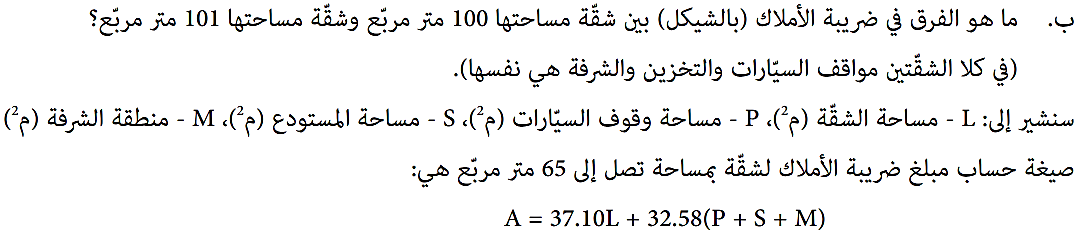 ب. ما هو الفرق في ضريبة الأملاك (بالشيكل) بين شقّة مساحتها 100 متر مربّع وشقّة مساحتها 101 متر مربّع؟
(في كلا الشقّتين مواقف السيّارات والتخزين والشرفة هي نفسها).
سنشير إلى: L - مساحة الشقّة (م²)، P - مساحة وقوف السيّارات (م²)، S - مساحة المستودع (م²)، M - منطقة الشرفة (م²)
صيغة حساب مبلغ ضريبة الأملاك لشقّة بمساحة تصل إلى 65 متر مربّع هي:
A = 37.10L + 32.58(P + S + M)